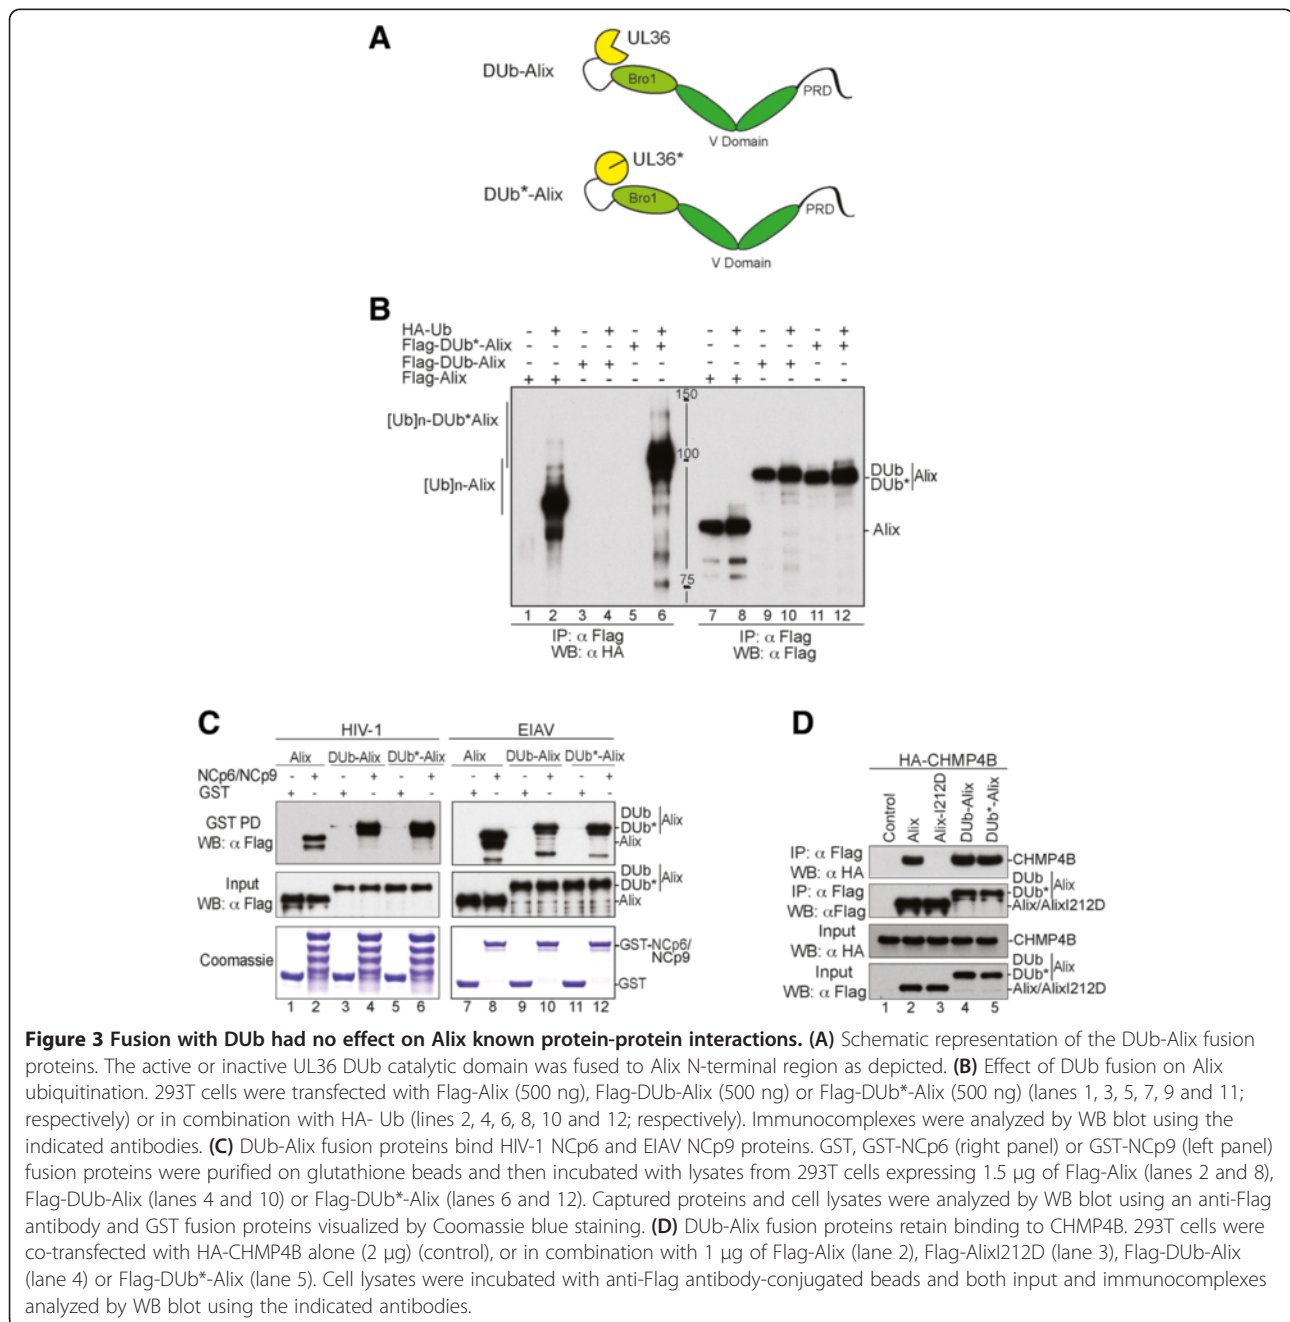 A
UL36
DUb-Alix
Bro1
PRD
V Domain
UL36*
DUb*-Alix
Bro1
PRD
V Domain
B
HA-Ub - + - + - + - + - + - +
Flag-DUb*-Alix - - - - + + - - - - + +
Flag-DUb-Alix - - + + - - - - + + - -
Flag-Alix + + - - - - + + - - - -
150
[Ub]n-DUb*Alix
100
DUb
DUb* Alix
[Ub]n-Alix
Alix
75
1 2 3 4 5 6 7 8 9 10 11 12
IP: α Flag IP: α Flag
WB: α HA WB: α Flag
C
HIV-1 EIAV
Alix DUb-Alix DUb*-Alix Alix DUb-Alix DUb*-Alix
NCp6/NCp9 - + - + - + - + - + - +
GST + - + - + - + - + - + -
GST PD
WB: α Flag
DUb
DUb* Alix
Alix
Input
WB: α Flag
DUb
DUb* Alix
Alix
Coomassie
GST-NCp6/
NCp9
GST
1 2 3 4 5 6 7 8 9 10 11 12
D
HA-CHMP4B
Control
Alix
Alix-I212D
DUb-Alix
DUb*-Alix
IP: α Flag
WB: α HA
CHMP4B
IP: α Flag
WB: αFlag
DUb
DUb* Alix
Alix/AlixI212D
Input
WB: α HA
CHMP4B
Input
WB: α Flag
DUb
DUb* Alix
Alix/AlixI212D
1 2 3 4 5
Figure 3 Fusion with DUb had no effect on Alix known protein-protein interactions. (A) Schematic representation of the DUb-Alix fusion
proteins. The active or inactive UL36 DUb catalytic domain was fused to Alix N-terminal region as depicted. (B) Effect of DUb fusion on Alix
ubiquitination. 293T cells were transfected with Flag-Alix (500 ng), Flag-DUb-Alix (500 ng) or Flag-DUb*-Alix (500 ng) (lanes 1, 3, 5, 7, 9 and 11;
respectively) or in combination with HA- Ub (lines 2, 4, 6, 8, 10 and 12; respectively). Immunocomplexes were analyzed by WB blot using the
indicated antibodies. (C) DUb-Alix fusion proteins bind HIV-1 NCp6 and EIAV NCp9 proteins. GST, GST-NCp6 (right panel) or GST-NCp9 (left panel)
fusion proteins were purified on glutathione beads and then incubated with lysates from 293T cells expressing 1.5 μg of Flag-Alix (lanes 2 and 8),
Flag-DUb-Alix (lanes 4 and 10) or Flag-DUb*-Alix (lanes 6 and 12). Captured proteins and cell lysates were analyzed by WB blot using an anti-Flag
antibody and GST fusion proteins visualized by Coomassie blue staining. (D) DUb-Alix fusion proteins retain binding to CHMP4B. 293T cells were
co-transfected with HA-CHMP4B alone (2 μg) (control), or in combination with 1 μg of Flag-Alix (lane 2), Flag-AlixI212D (lane 3), Flag-DUb-Alix
(lane 4) or Flag-DUb*-Alix (lane 5). Cell lysates were incubated with anti-Flag antibody-conjugated beads and both input and immunocomplexes
analyzed by WB blot using the indicated antibodies.